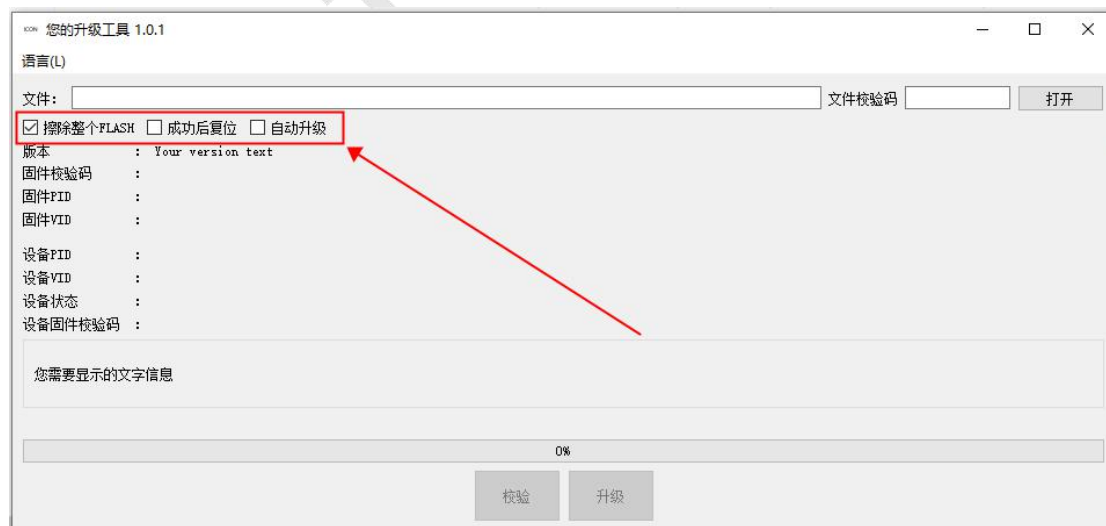 ICON 您的升级工具 1.0.1
语言(L)
文件: 文件校验码 打开
擦除整个FLASH 成功后复位 自动升级
版本 : Your version text
固件校验码 :
固件PID :
固件VID :
设备PID :
设备VID :
设备状态 :
设备固件校验码 :
您需要显示的文字信息
0%
校验 升级